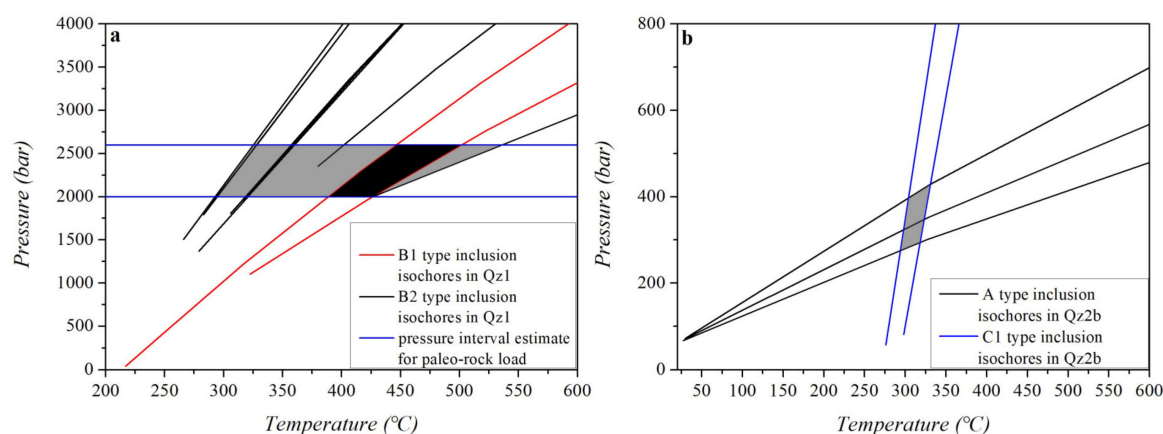 a
4000
3500
3000
2500
2000
1500
1000
500
0
Pressure (bar)
200 250 300 350 400 450 500 550 600
Temperature (℃)
B1 type inclusion
isochores in Qz1
B2 type inclusion
isochores in Qz1
pressure interval estimate
for paleo-rock load
b
800
600
400
200
0
Pressure (bar)
50 100 150 200 250 300 350 400 450 500 550 600
Temperature (℃)
A type inclusion
isochores in Qz2b
C1 type inclusion
isochores in Qz2b